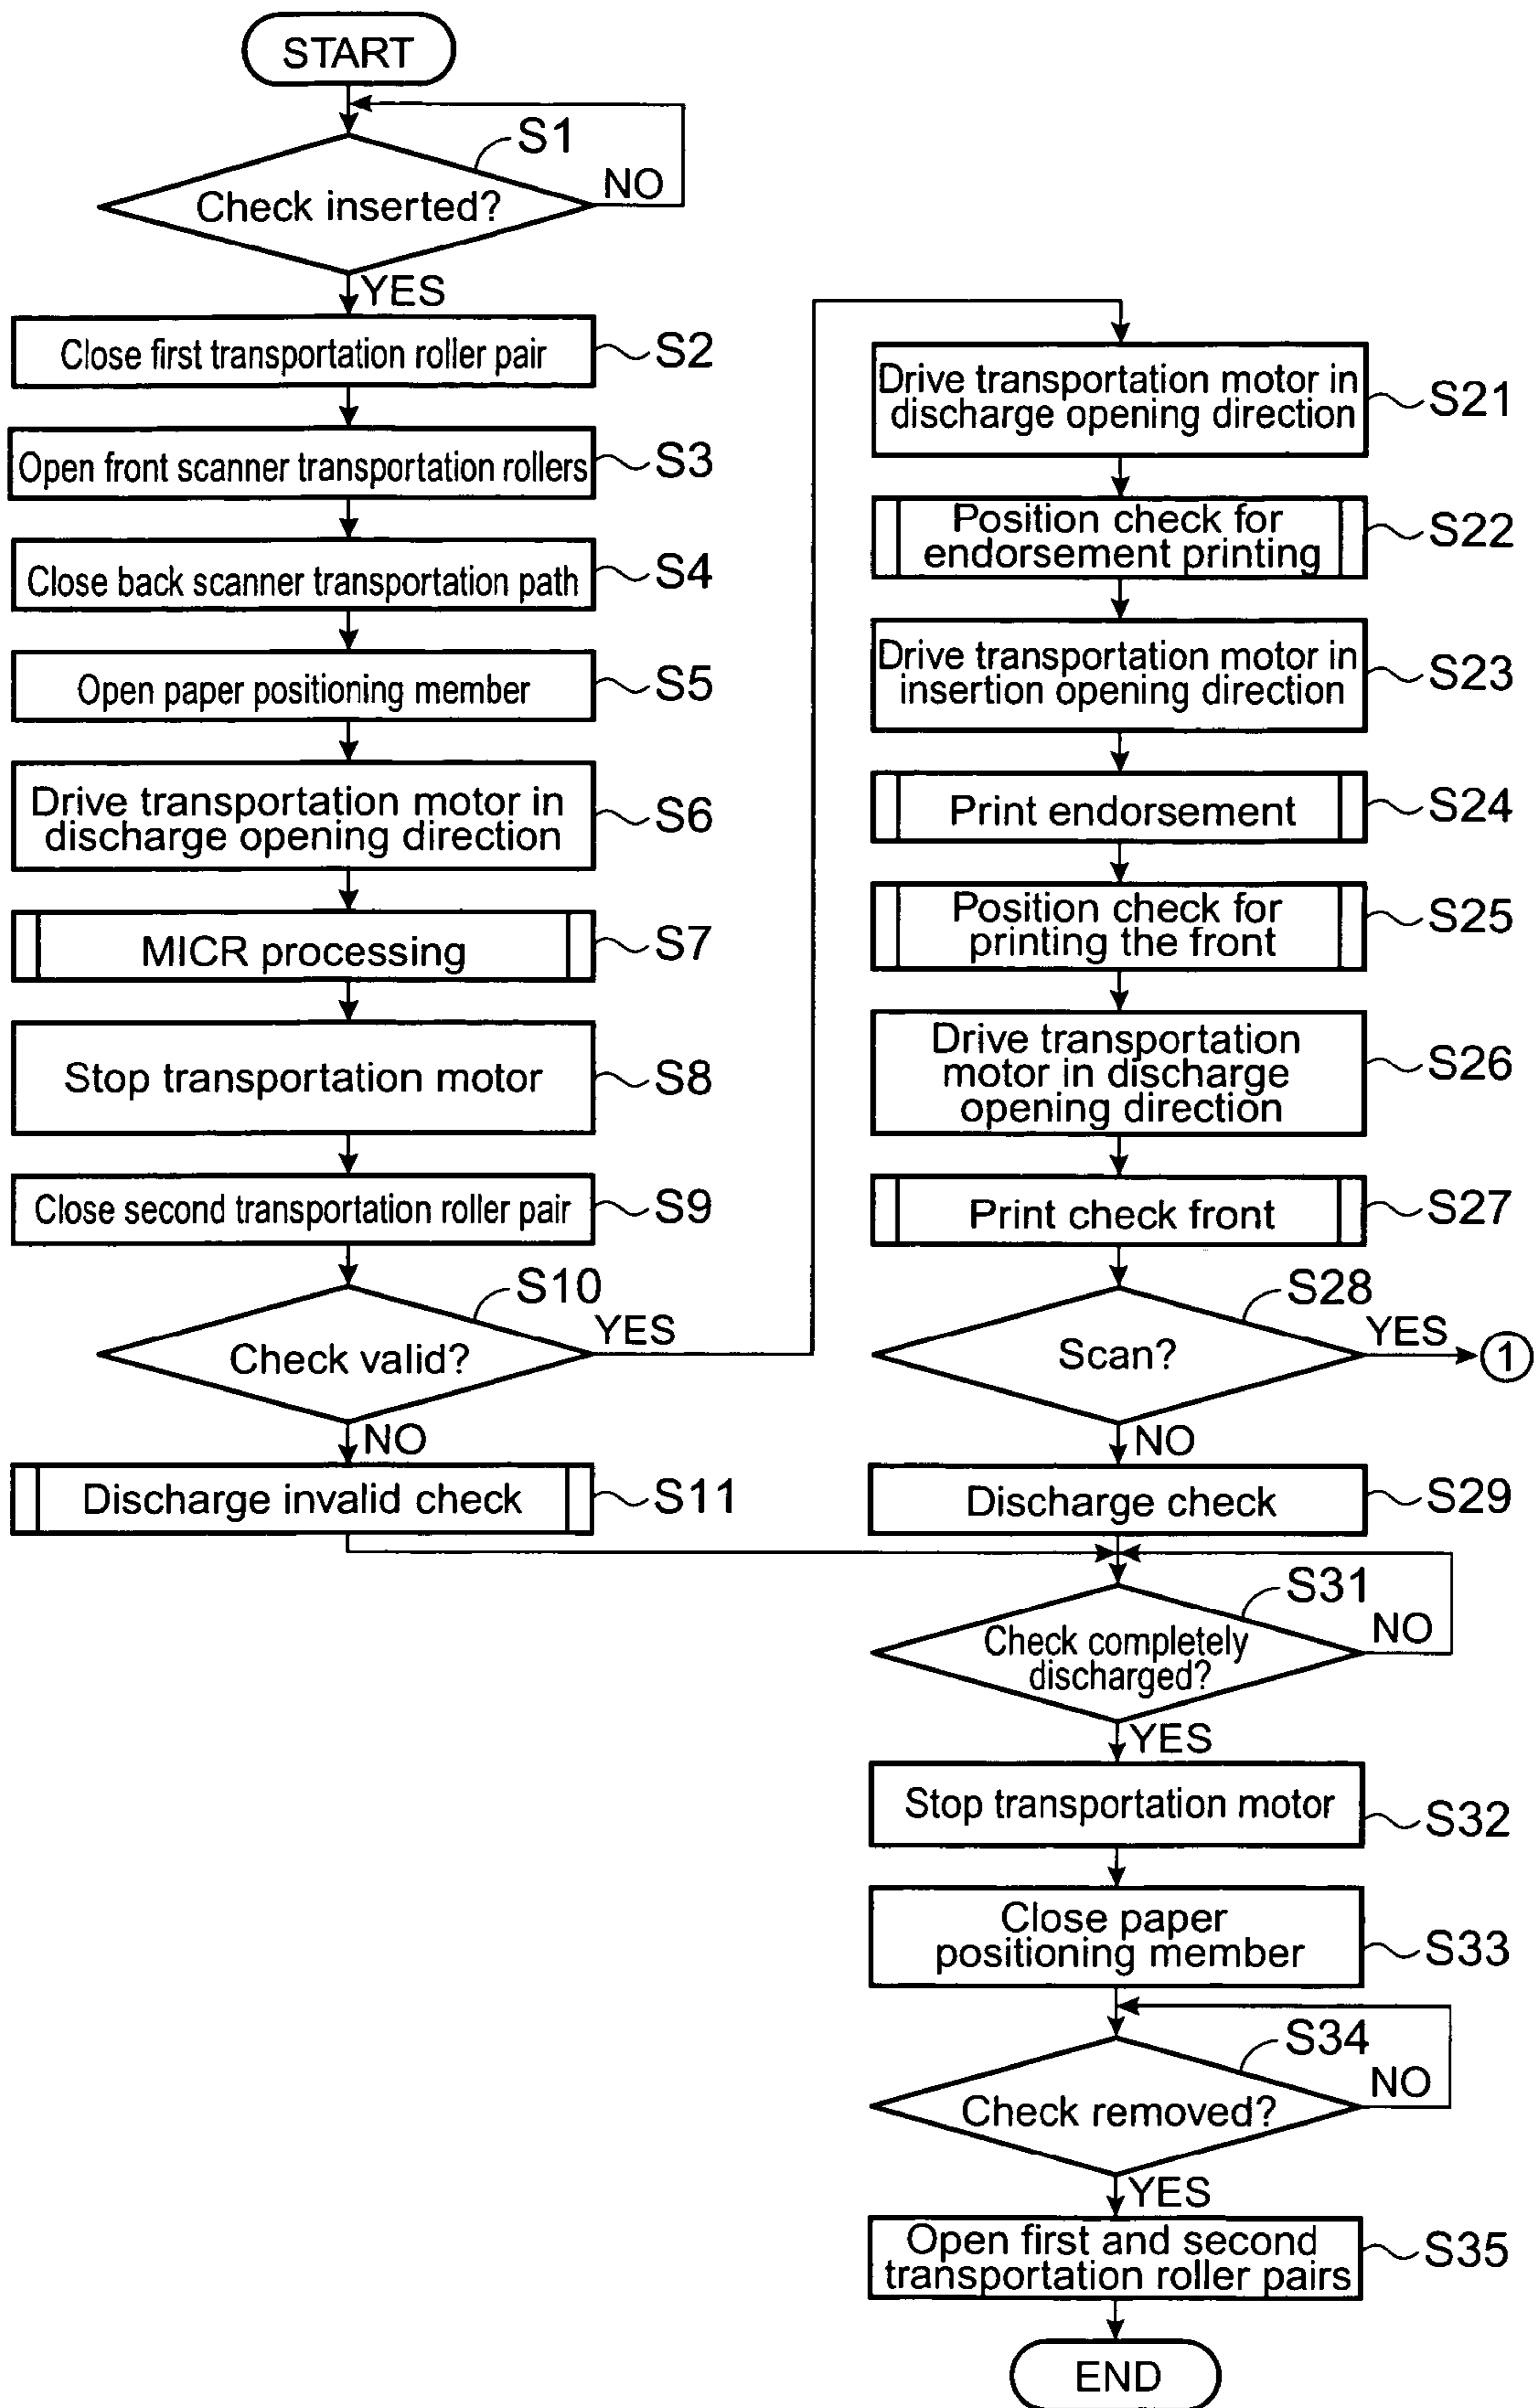 START
S1
Check inserted?
NO
YES
Close first transportation roller pair
S2
Open front scanner transportation rollers
S3
Close back scanner transportation path
S4
Open paper positioning member
S5
Drive transportation motor in
discharge opening direction
S6
MICR processing
S7
Stop transportation motor
S8
Close second transportation roller pair
S9
S10
Check valid?
YES
NO
Discharge invalid check
S11
Drive transportation motor in
discharge opening direction
S21
Position check for
endorsement printing
S22
Drive transportation motor in
insertion opening direction
S23
Print endorsement
S24
Position check for
printing the front
S25
Drive transportation
motor in discharge
opening direction
S26
Print check front
S27
S28
Scan?
YES
1
NO
Discharge check
S29
S31
Check completely
discharged?
NO
YES
Stop transportation motor
S32
Close paper
positioning member
S33
S34
Check removed?
NO
YES
Open first and second
transportation roller pairs
S35
END